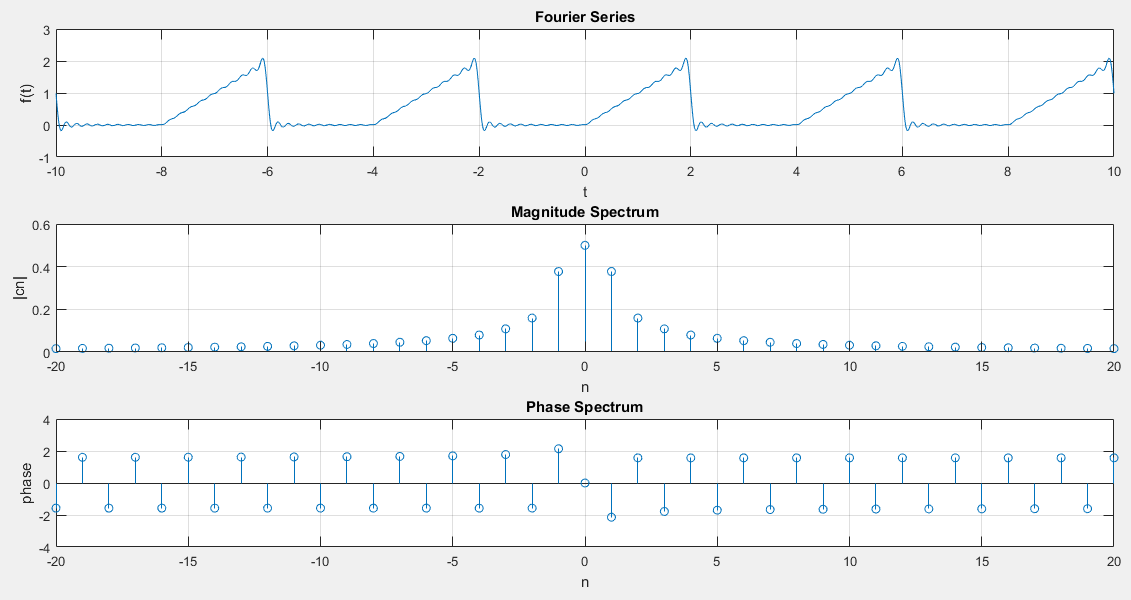 Fourier Series
f(t)
3
2
1
0
-1
-10 -8 -6 -4 -2 0 2 4 6 8 10
t
Magnitude Spectrum
|cn|
0.6
0.4
0.2
0
-20 -15 -10 -5 0 5 10 15 20
n
Phase Spectrum
phase
4
2
0
-2
-4
-20 -15 -10 -5 0 5 10 15 20
n